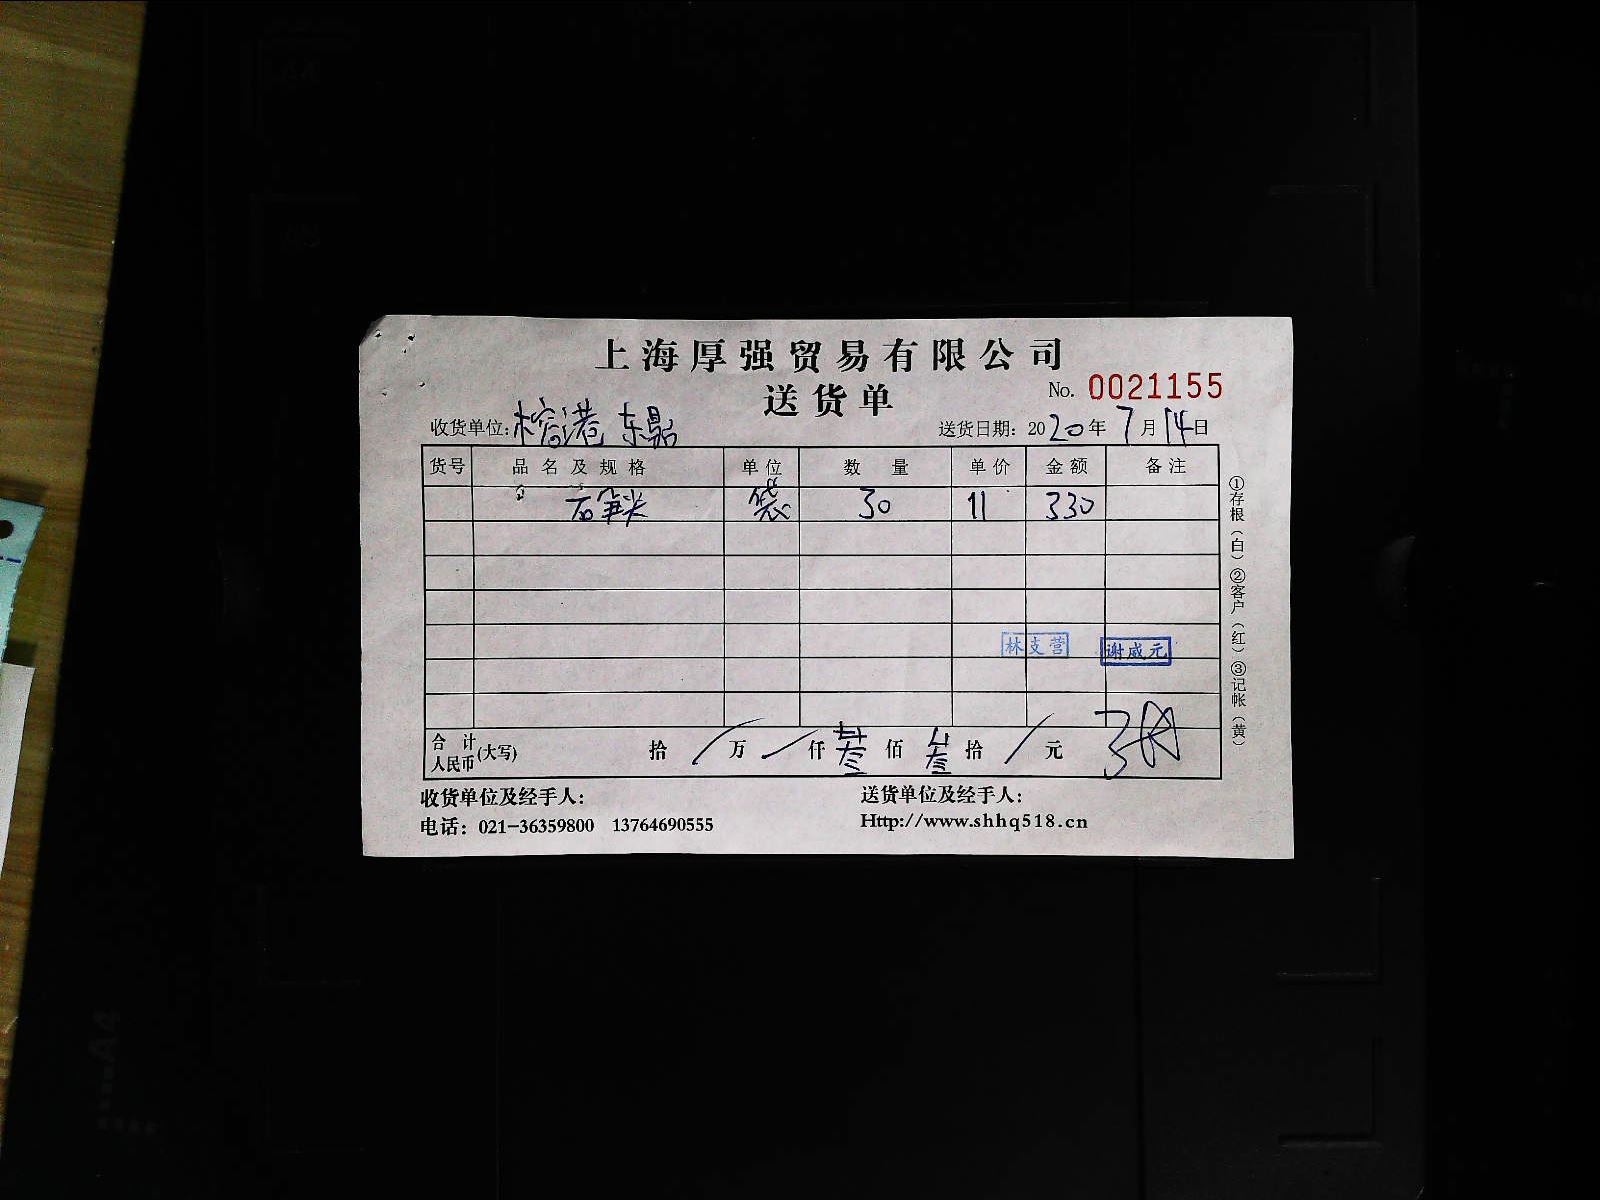 上海厚强贸易有限公司
送货单 No. 0021155
收货单位:榕港 东晶 送货日期: 2020年7月14日
货号 品名及规格 单位 数量 单价 金额 备注
石笋尖 袋 30 11 330
林支营 谢威元
合计人民币(大写) 拾 / 万 / 仟 叁 佰 叁 拾 / 元
收货单位及经手人: 送货单位及经手人:
电话: 021-36359800 13764690555 Http://www.shhq518.cn
①存根(白)②客户(红)③记帐(黄)